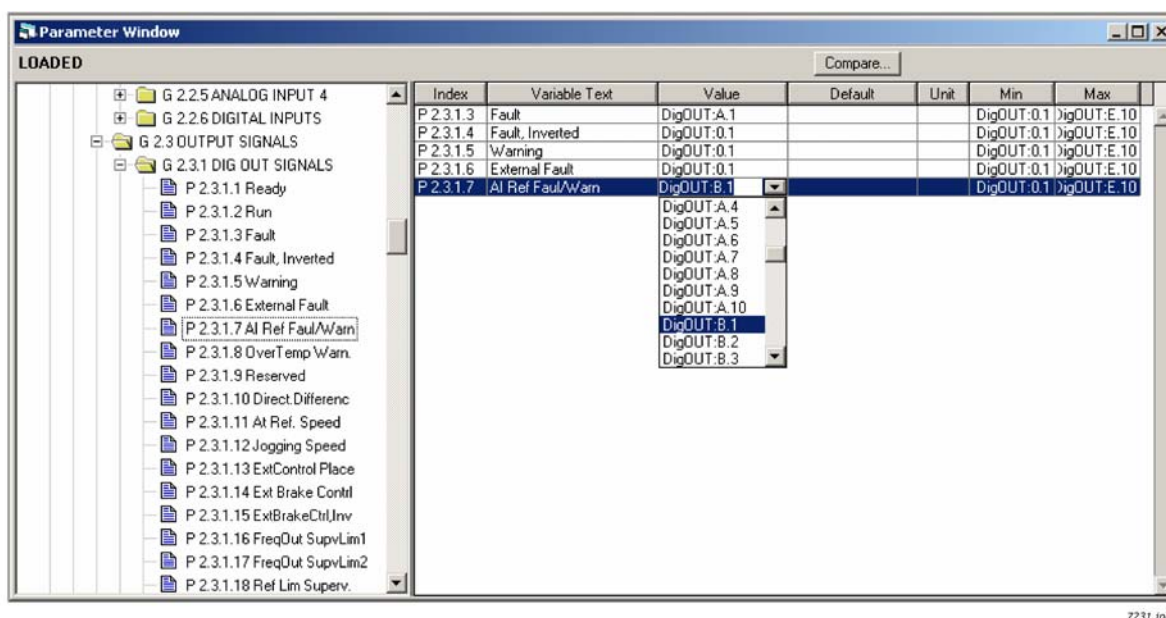 Parameter Window
LOADED
Compare...
G 2.2.5 ANALOG INPUT 4
G 2.2.6 DIGITAL INPUTS
G 2.3 OUTPUT SIGNALS
G 2.3.1 DIG OUT SIGNALS
P 2.3.1.1 Ready
P 2.3.1.2 Run
P 2.3.1.3 Fault
P 2.3.1.4 Fault, Inverted
P 2.3.1.5 Warning
P 2.3.1.6 External Fault
P 2.3.1.7 AI Ref Faul/Warn
P 2.3.1.8 OverTemp Warn.
P 2.3.1.9 Reserved
P 2.3.1.10 Direct.Differenc
P 2.3.1.11 At Ref. Speed
P 2.3.1.12 Jogging Speed
P 2.3.1.13 ExtControl Place
P 2.3.1.14 Ext Brake Contrl
P 2.3.1.15 ExtBrakeCtrl,Inv
P 2.3.1.16 FreqOut SupvLim1
P 2.3.1.17 FreqOut SupvLim2
P 2.3.1.18 Ref Lim Superv.
Index Variable Text Value Default Unit Min Max
P 2.3.1.3 Fault DigOUT:A.1 DigOUT:0.1 DigOUT:E.10
P 2.3.1.4 Fault, Inverted DigOUT:0.1 DigOUT:0.1 DigOUT:E.10
P 2.3.1.5 Warning DigOUT:0.1 DigOUT:0.1 DigOUT:E.10
P 2.3.1.6 External Fault DigOUT:0.1 DigOUT:0.1 DigOUT:E.10
P 2.3.1.7 AI Ref Faul/Warn DigOUT:B.1 DigOUT:0.1 DigOUT:E.10
DigOUT:A.4
DigOUT:A.5
DigOUT:A.6
DigOUT:A.7
DigOUT:A.8
DigOUT:A.9
DigOUT:A.10
DigOUT:B.1
DigOUT:B.2
DigOUT:B.3